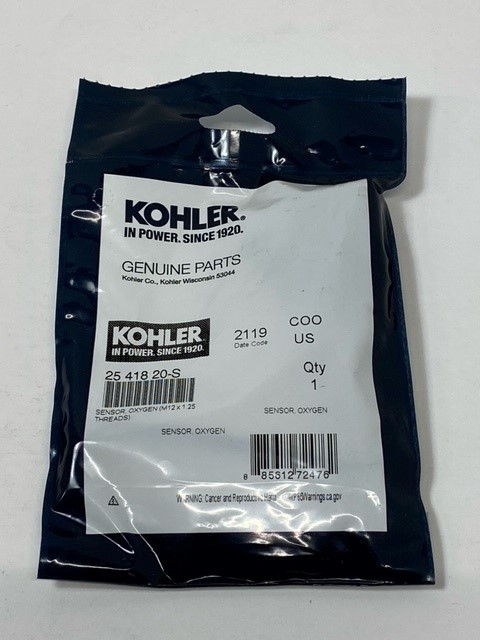 KOHLER®
IN POWER. SINCE 1920.
GENUINE PARTS
Kohler Co., Kohler Wisconsin 53044
KOHLER®
IN POWER. SINCE 1920.
2119
Date Code
COO
US
25 418 20-S
Qty
1
SENSOR, OXYGEN (M12 x 1.25
THREADS)
SENSOR, OXYGEN
SENSOR, OXYGEN
8 85612 72476
WARNING: Cancer and Reproductive Harm